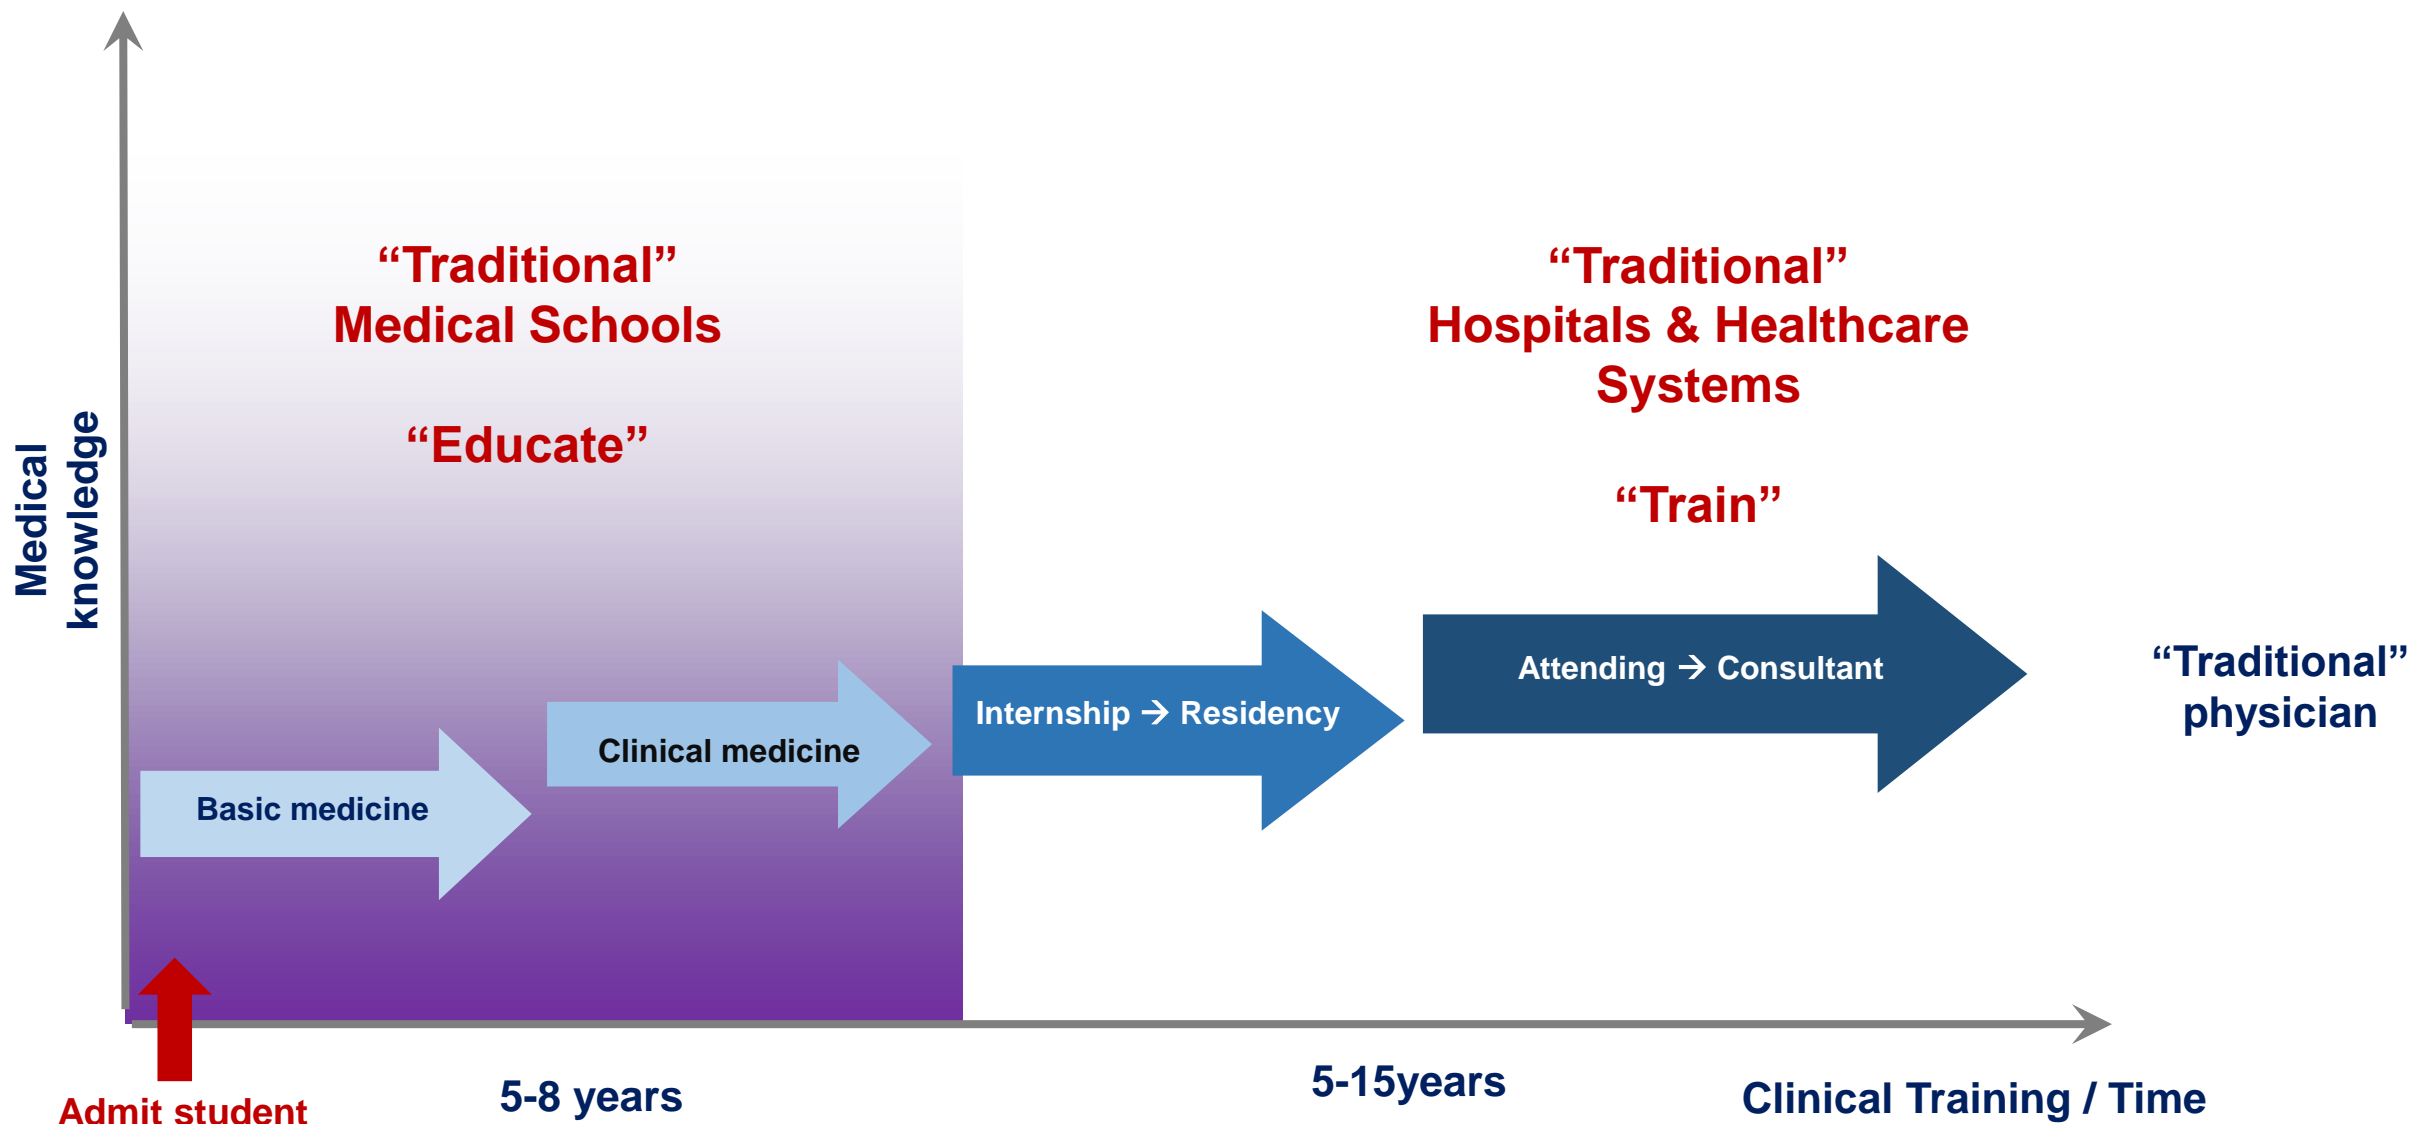 “Traditional”
Medical Schools
“Educate”
“Traditional”
Hospitals & Healthcare
Systems
“Train”
Medical
knowledge
Basic medicine
Clinical medicine
Internship → Residency
Attending → Consultant
“Traditional”
physician
Admit student
5-8 years
5-15years
Clinical Training / Time